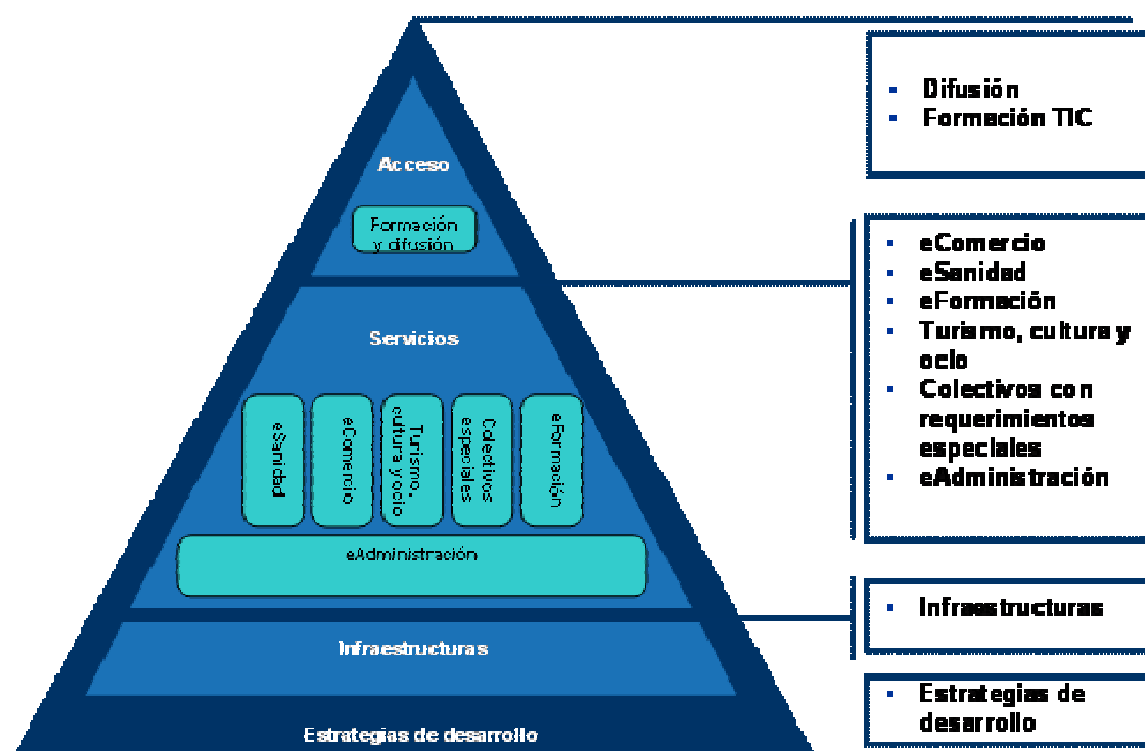 Acceso
Formación
y difusión
Servicios
eSanidad
eComercio
Turismo,
cultura y ocio
Colectivos
especiales
eFormación
eAdministración
Infraestructuras
Estrategias de desarrollo
▪ Difusión
▪ Formación TIC
▪ eComercio
▪ eSanidad
▪ eFormación
▪ Turismo, cultura y
ocio
▪ Colectivos con
requerimientos
especiales
▪ eAdministración
▪ Infraestructuras
▪ Estrategias de
desarrollo